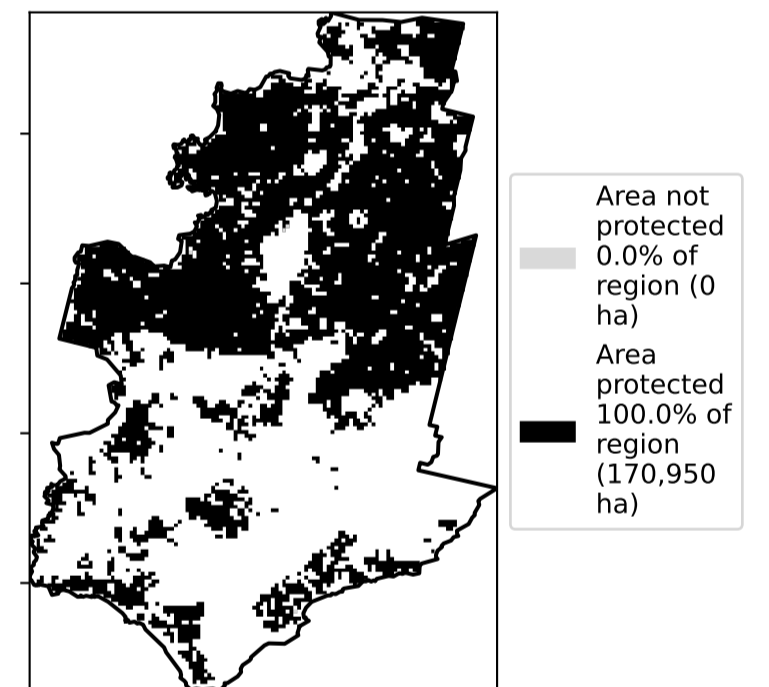 Area not
protected
0.0% of
region (0
ha)
Area
protected
100.0% of
region
(170,950
ha)